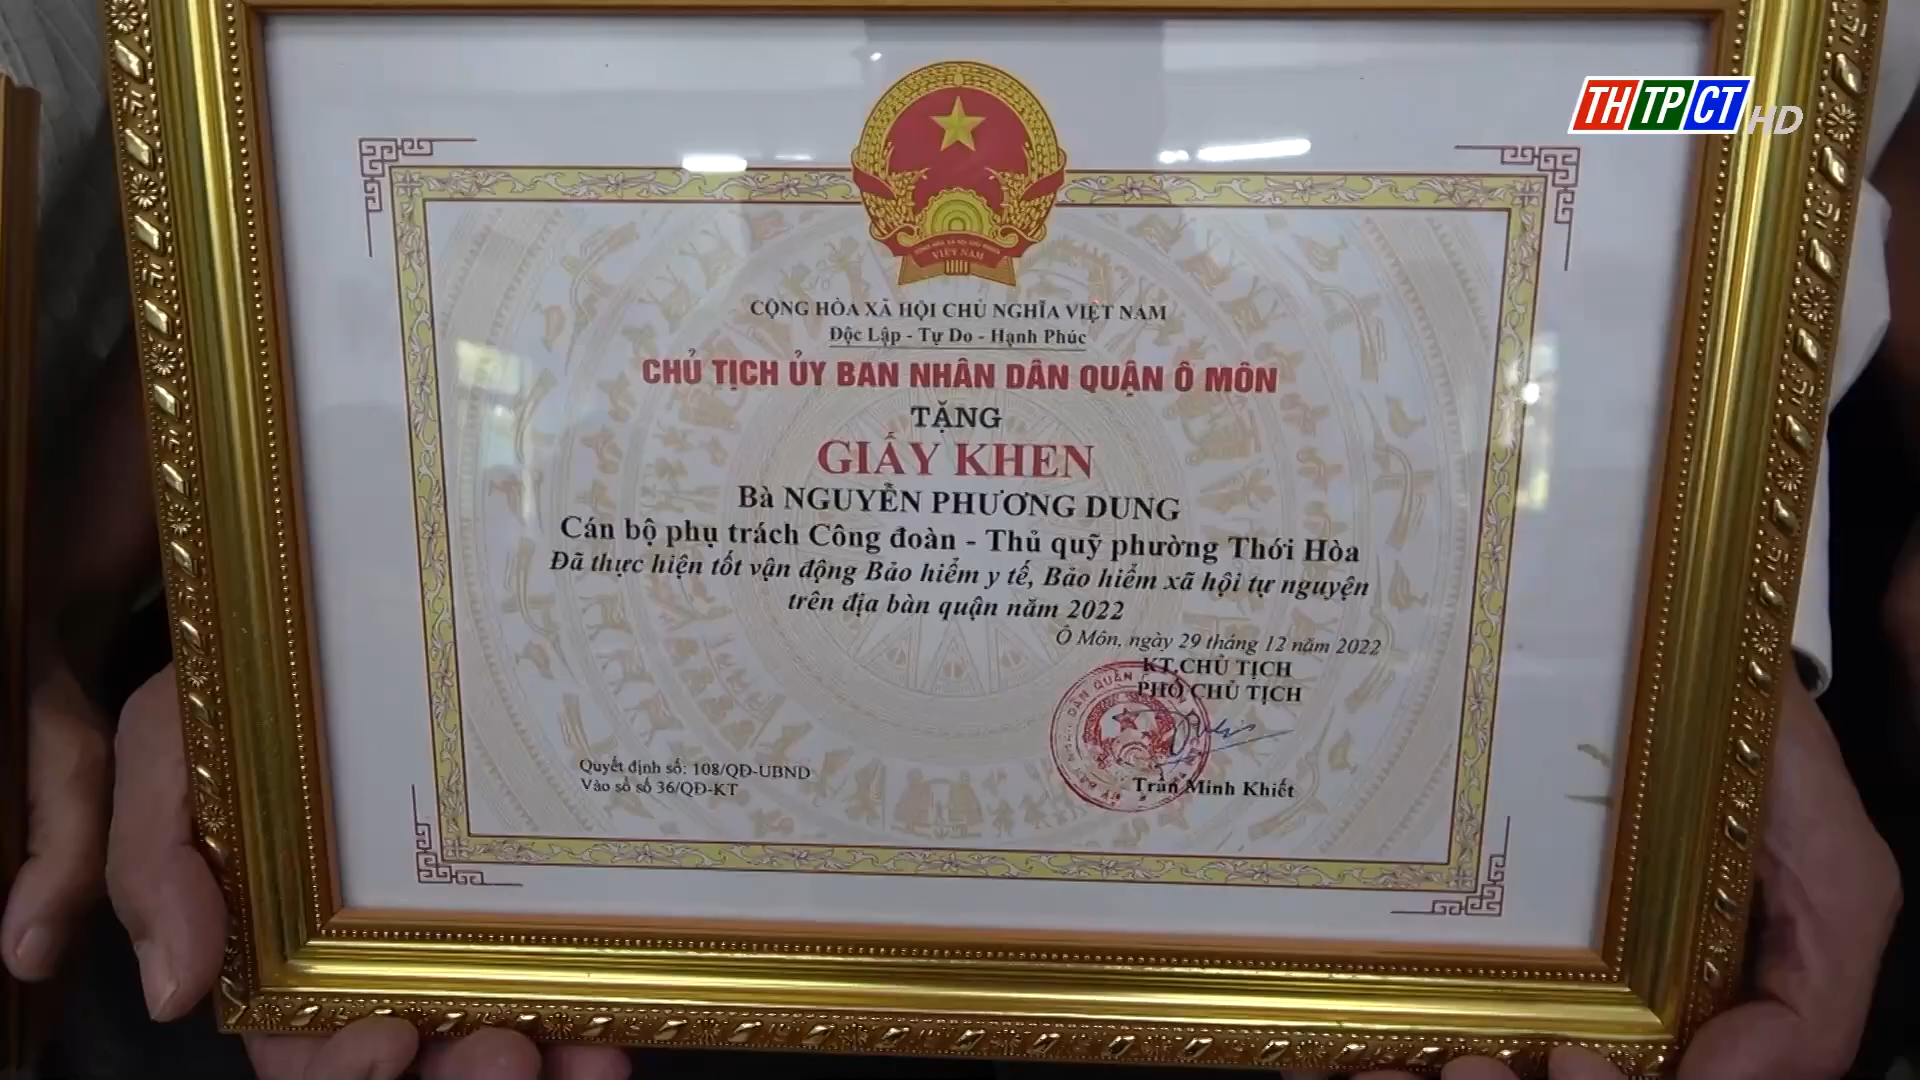 THTPCT HD
VIỆT NAM
CỘNG HÒA XÃ HỘI CHỦ NGHĨA VIỆT NAM
Độc Lập - Tự Do - Hạnh Phúc
CHỦ TỊCH ỦY BAN NHÂN DÂN QUẬN Ô MÔN
TẶNG
GIẤY KHEN
Bà NGUYỄN PHƯƠNG DUNG
Cán bộ phụ trách Công đoàn - Thủ quỹ phường Thới Hòa
Đã thực hiện tốt vận động Bảo hiểm y tế, Bảo hiểm xã hội tự nguyện
trên địa bàn quận năm 2022
Ô Môn, ngày 29 tháng 12 năm 2022
KT.CHỦ TỊCH
PHÓ CHỦ TỊCH
Trần Minh Khiết
Quyết định số: 108/QĐ-UBND
Vào sổ số 36/QĐ-KT